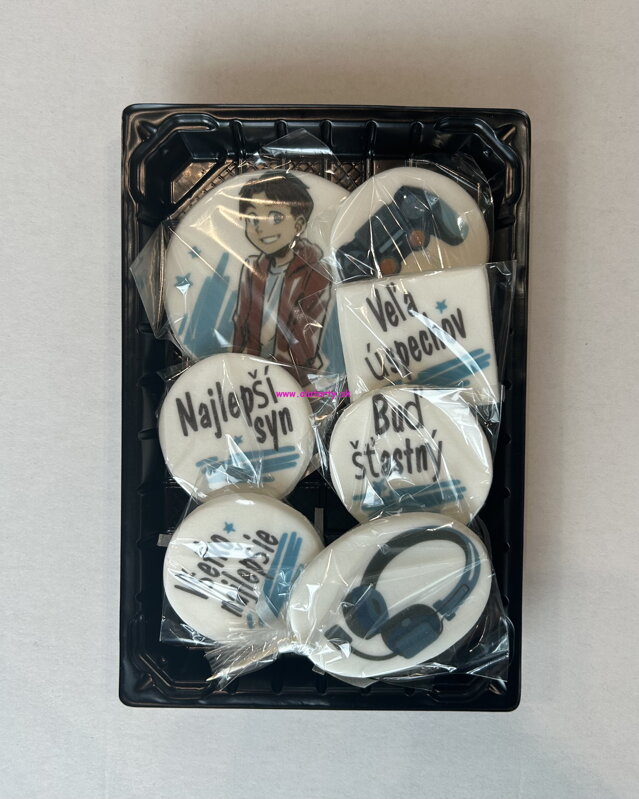 Veľa
úspechov
Najlepší
syn
Buď
šťastný
Všetko
najlepšie